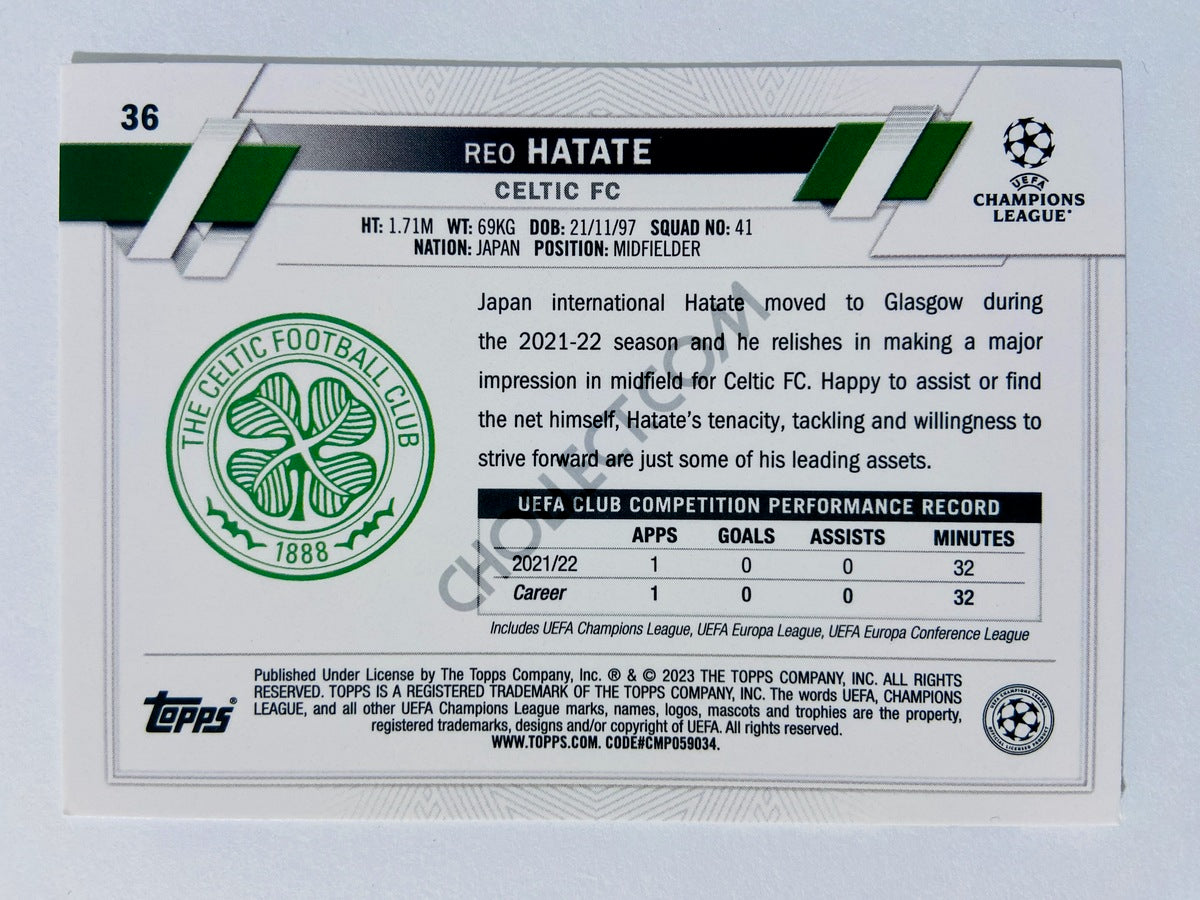 36
REO HATATE
CELTIC FC
HT: 1.71M WT: 69KG DOB: 21/11/97 SQUAD NO: 41
NATION: JAPAN POSITION: MIDFIELDER
UEFA
CHAMPIONS
LEAGUE
THE CELTIC FOOTBALL CLUB
1888
Japan international Hatate moved to Glasgow during
the 2021-22 season and he relishes in making a major
impression in midfield for Celtic FC. Happy to assist or find
the net himself, Hatate's tenacity, tackling and willingness to
strive forward are just some of his leading assets.
UEFA CLUB COMPETITION PERFORMANCE RECORD
APPS GOALS ASSISTS MINUTES
2021/22 1 0 0 32
Career 1 0 0 32
Includes UEFA Champions League, UEFA Europa League, UEFA Europa Conference League
CHOLLECT.COM
Topps®
Published Under License by The Topps Company, Inc. ® & © 2023 THE TOPPS COMPANY, INC. ALL RIGHTS
RESERVED. TOPPS IS A REGISTERED TRADEMARK OF THE TOPPS COMPANY, INC. The words UEFA, CHAMPIONS
LEAGUE, and all other UEFA Champions League marks, names, logos, mascots and trophies are the property,
registered trademarks, designs and/or copyright of UEFA. All rights reserved.
WWW.TOPPS.COM. CODE#CMP059034.